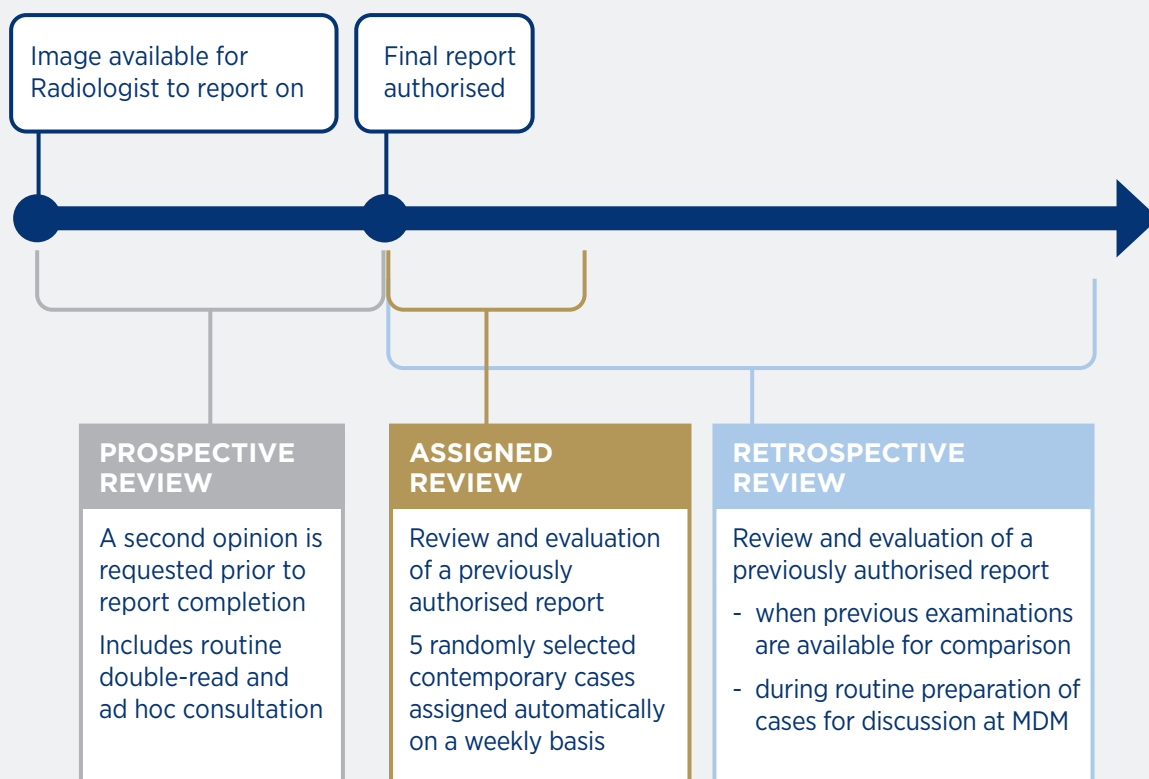 Image available for
Radiologist to report on
Final report
authorised
PROSPECTIVE
REVIEW
A second opinion is
requested prior to
report completion
Includes routine
double-read and
ad hoc consultation
ASSIGNED
REVIEW
Review and evaluation
of a previously
authorised report
5 randomly selected
contemporary cases
assigned automatically
on a weekly basis
RETROSPECTIVE
REVIEW
Review and evaluation of a
previously authorised report
- when previous examinations
are available for comparison
- during routine preparation of
cases for discussion at MDM